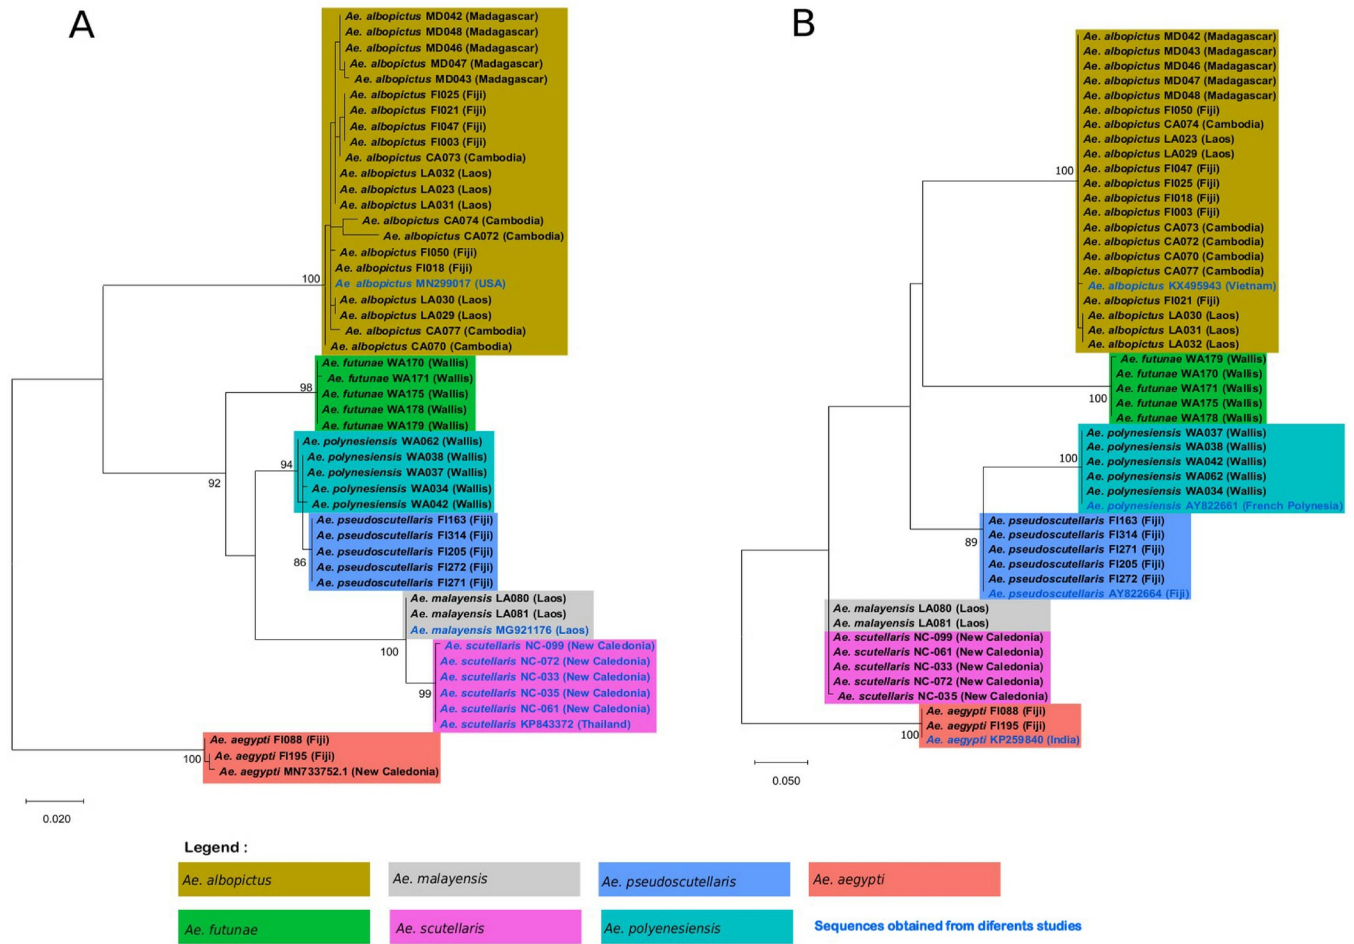 A
Ae. albopictus MD042 (Madagascar)
Ae. albopictus MD048 (Madagascar)
Ae. albopictus MD046 (Madagascar)
Ae. albopictus MD047 (Madagascar)
Ae. albopictus MD043 (Madagascar)
Ae. albopictus FI025 (Fiji)
Ae. albopictus FI021 (Fiji)
Ae. albopictus FI047 (Fiji)
Ae. albopictus FI003 (Fiji)
Ae. albopictus CA073 (Cambodia)
Ae. albopictus LA032 (Laos)
Ae. albopictus LA023 (Laos)
Ae. albopictus LA031 (Laos)
Ae. albopictus CA074 (Cambodia)
Ae. albopictus CA072 (Cambodia)
Ae. albopictus FI050 (Fiji)
Ae. albopictus FI018 (Fiji)
100
Ae albopictus MN299017 (USA)
Ae. albopictus LA030 (Laos)
Ae. albopictus LA029 (Laos)
Ae. albopictus CA077 (Cambodia)
Ae. albopictus CA070 (Cambodia)
Ae. futunae WA170 (Wallis)
Ae. futunae WA171 (Wallis)
98
Ae. futunae WA175 (Wallis)
Ae. futunae WA178 (Wallis)
Ae. futunae WA179 (Wallis)
Ae. polynesiensis WA062 (Wallis)
Ae. polynesiensis WA038 (Wallis)
94
Ae. polynesiensis WA037 (Wallis)
92
Ae. polynesiensis WA034 (Wallis)
Ae. polynesiensis WA042 (Wallis)
Ae. pseudoscutellaris FI163 (Fiji)
Ae. pseudoscutellaris FI314 (Fiji)
Ae. pseudoscutellaris FI205 (Fiji)
86
Ae. pseudoscutellaris FI272 (Fiji)
Ae. pseudoscutellaris FI271 (Fiji)
Ae. malayensis LA080 (Laos)
Ae. malayensis LA081 (Laos)
Ae. malayensis MG921176 (Laos)
100
Ae. scutellaris NC-099 (New Caledonia)
Ae. scutellaris NC-072 (New Caledonia)
Ae. scutellaris NC-033 (New Caledonia)
99
Ae. scutellaris NC-035 (New Caledonia)
Ae. scutellaris NC-061 (New Caledonia)
Ae. scutellaris KP843372 (Thailand)
Ae. aegypti FI088 (Fiji)
100
Ae. aegypti FI195 (Fiji)
Ae. aegypti MN733752.1 (New Caledonia)
0.020
B
Ae. albopictus MD042 (Madagascar)
Ae. albopictus MD043 (Madagascar)
Ae. albopictus MD046 (Madagascar)
Ae. albopictus MD047 (Madagascar)
Ae. albopictus MD048 (Madagascar)
Ae. albopictus FI050 (Fiji)
Ae. albopictus CA074 (Cambodia)
Ae. albopictus LA023 (Laos)
Ae. albopictus LA029 (Laos)
100
Ae. albopictus FI047 (Fiji)
Ae. albopictus FI025 (Fiji)
Ae. albopictus FI018 (Fiji)
Ae. albopictus FI003 (Fiji)
Ae. albopictus CA073 (Cambodia)
Ae. albopictus CA072 (Cambodia)
Ae. albopictus CA070 (Cambodia)
Ae. albopictus CA077 (Cambodia)
Ae. albopictus KX495943 (Vietnam)
Ae. albopictus FI021 (Fiji)
Ae. albopictus LA030 (Laos)
Ae. albopictus LA031 (Laos)
Ae. albopictus LA032 (Laos)
Ae. futunae WA179 (Wallis)
Ae. futunae WA170 (Wallis)
Ae. futunae WA171 (Wallis)
100
Ae. futunae WA175 (Wallis)
Ae. futunae WA178 (Wallis)
Ae. polynesiensis WA037 (Wallis)
Ae. polynesiensis WA038 (Wallis)
100
Ae. polynesiensis WA042 (Wallis)
Ae. polynesiensis WA062 (Wallis)
Ae. polynesiensis WA034 (Wallis)
Ae. polynesiensis AY822661 (French Polynesia)
Ae. pseudoscutellaris FI163 (Fiji)
Ae. pseudoscutellaris FI314 (Fiji)
89
Ae. pseudoscutellaris FI271 (Fiji)
Ae. pseudoscutellaris FI205 (Fiji)
Ae. pseudoscutellaris FI272 (Fiji)
Ae. pseudoscutellaris AY822664 (Fiji)
Ae. malayensis LA080 (Laos)
Ae. malayensis LA081 (Laos)
Ae. scutellaris NC-099 (New Caledonia)
Ae. scutellaris NC-061 (New Caledonia)
Ae. scutellaris NC-033 (New Caledonia)
Ae. scutellaris NC-072 (New Caledonia)
Ae. scutellaris NC-035 (New Caledonia)
Ae. aegypti FI088 (Fiji)
Ae. aegypti FI195 (Fiji)
100
Ae. aegypti KP259840 (India)
0.050
Legend :
Ae. albopictus
Ae. malayensis
Ae. pseudoscutellaris
Ae. aegypti
Ae. futunae
Ae. scutellaris
Ae. polyenesiensis
Sequences obtained from diferents studies